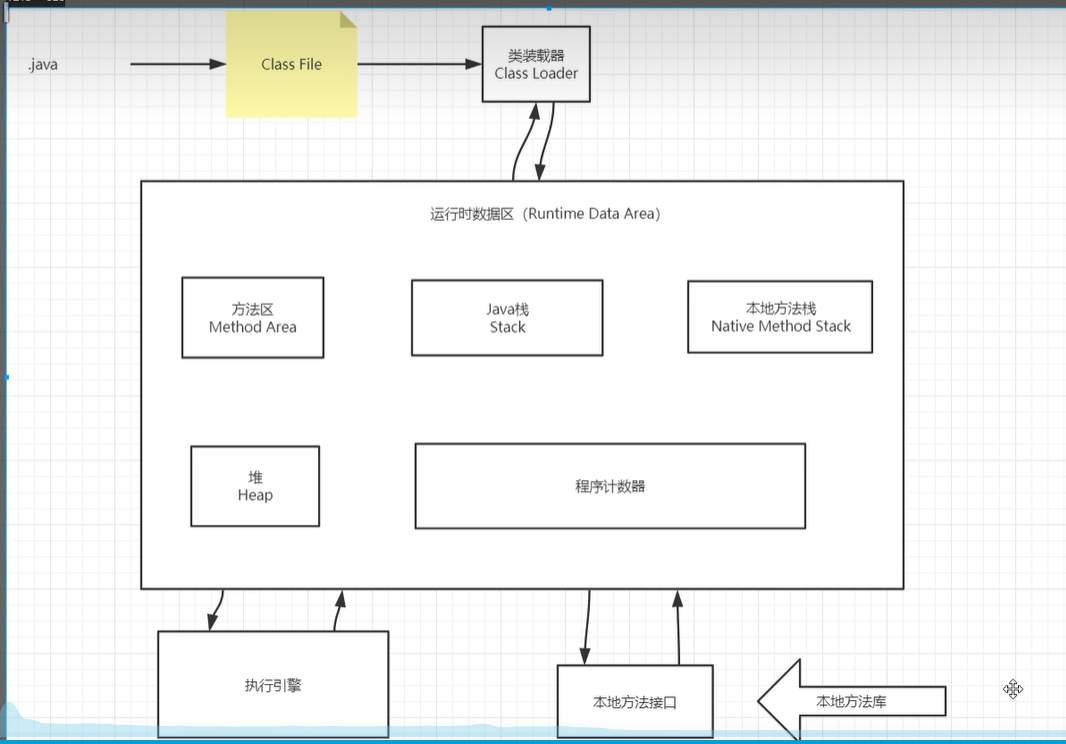 .java
Class File
类装载器
Class Loader
运行时数据区（Runtime Data Area）
方法区
Method Area
Java栈
Stack
本地方法栈
Native Method Stack
堆
Heap
程序计数器
执行引擎
本地方法接口
本地方法库